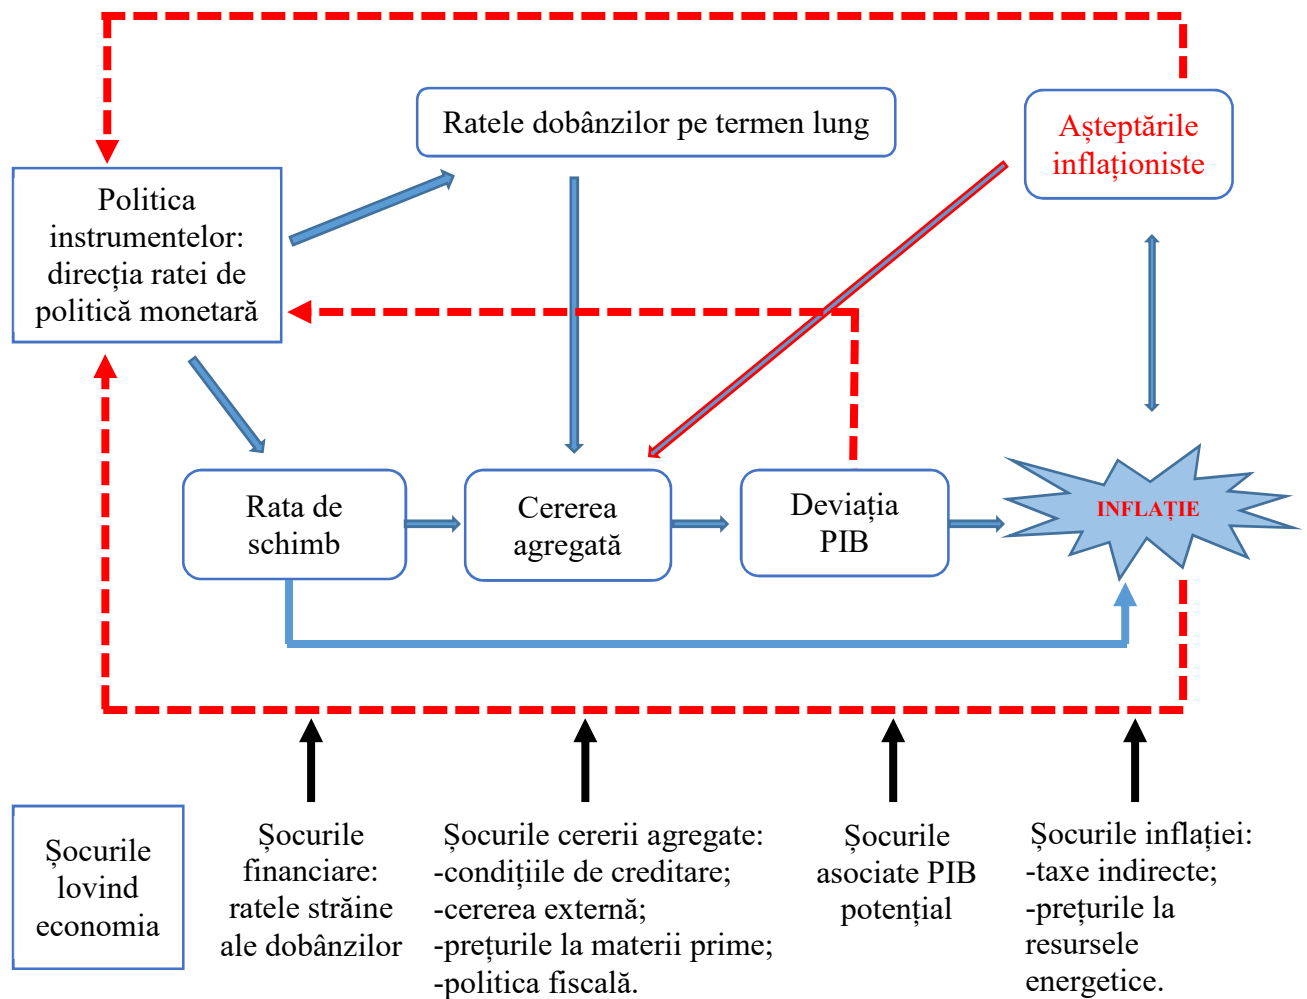 Ratele dobânzilor pe termen lung
Așteptările
inflaționiste
Politica
instrumentelor:
direcția ratei de
politică monetară
Rata de
schimb
Cererea
agregată
Deviația
PIB
INFLAȚIE
Șocurile
lovind
economia
Șocurile
financiare:
ratele străine
ale dobânzilor
Șocurile cererii agregate:
-condițiile de creditare;
-cererea externă;
-prețurile la materii prime;
-politica fiscală.
Șocurile
asociate PIB
potențial
Șocurile inflației:
-taxe indirecte;
-prețurile la
resursele
energetice.